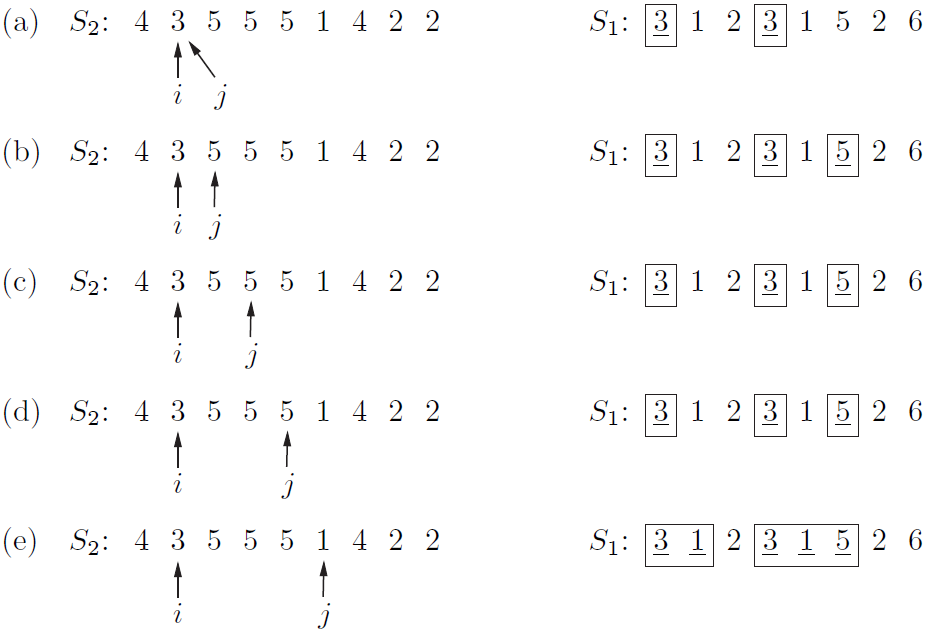 (a) S₂: 4 3 5 5 5 1 4 2 2 S₁: 3 1 2 3 1 5 2 6
i j
(b) S₂: 4 3 5 5 5 1 4 2 2 S₁: 3 1 2 3 1 5 2 6
i j
(c) S₂: 4 3 5 5 5 1 4 2 2 S₁: 3 1 2 3 1 5 2 6
i j
(d) S₂: 4 3 5 5 5 1 4 2 2 S₁: 3 1 2 3 1 5 2 6
i j
(e) S₂: 4 3 5 5 5 1 4 2 2 S₁: 3 1 2 3 1 5 2 6
i j